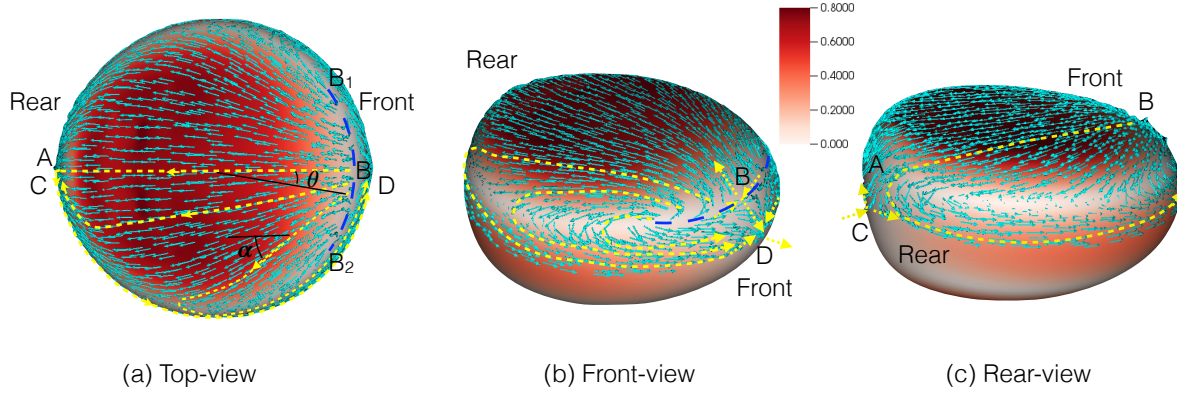 Rear
Front
A
C
B₁
B
D
B₂
θ
α
(a) Top-view
Rear
B
D
Front
(b) Front-view
0.8000
0.6000
0.4000
0.2000
0.000
Front
B
A
C
Rear
(c) Rear-view